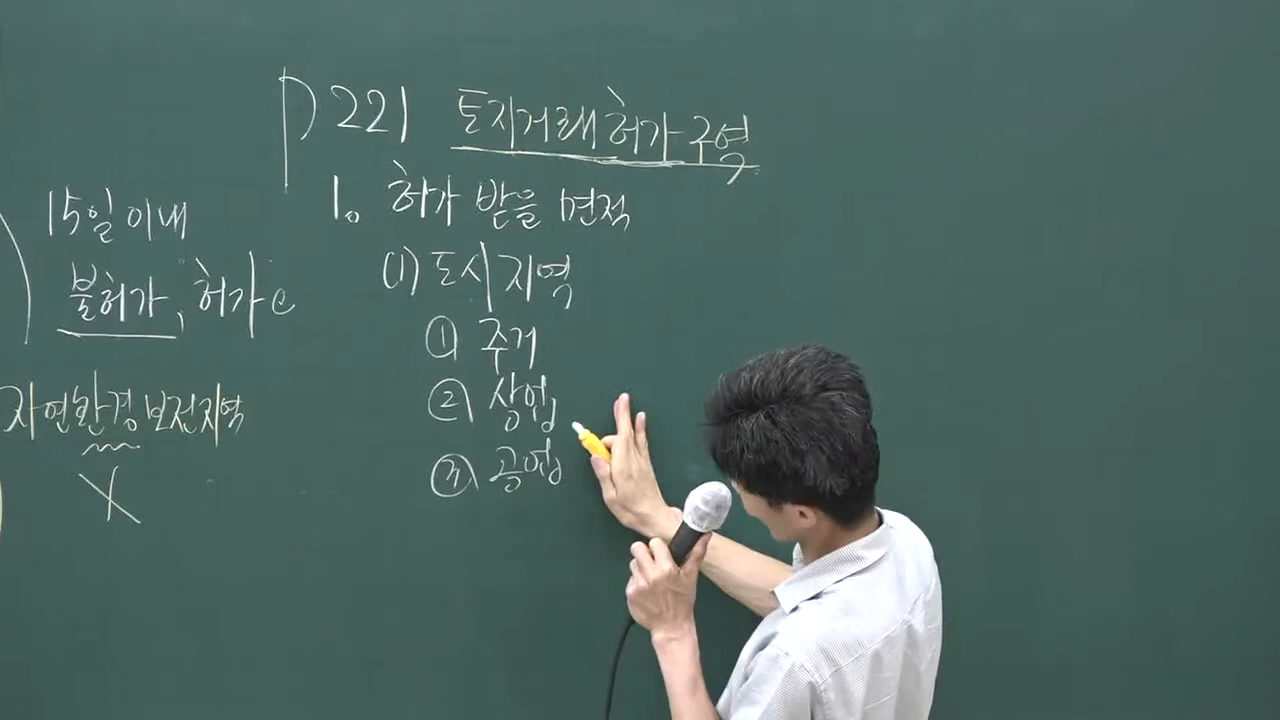 15일 이내
불허가, 허가
자연환경보전지역
X
P 221 토지거래허가구역
1. 허가 받을 면적
(1) 도시지역
① 주거
② 상업
③ 공업